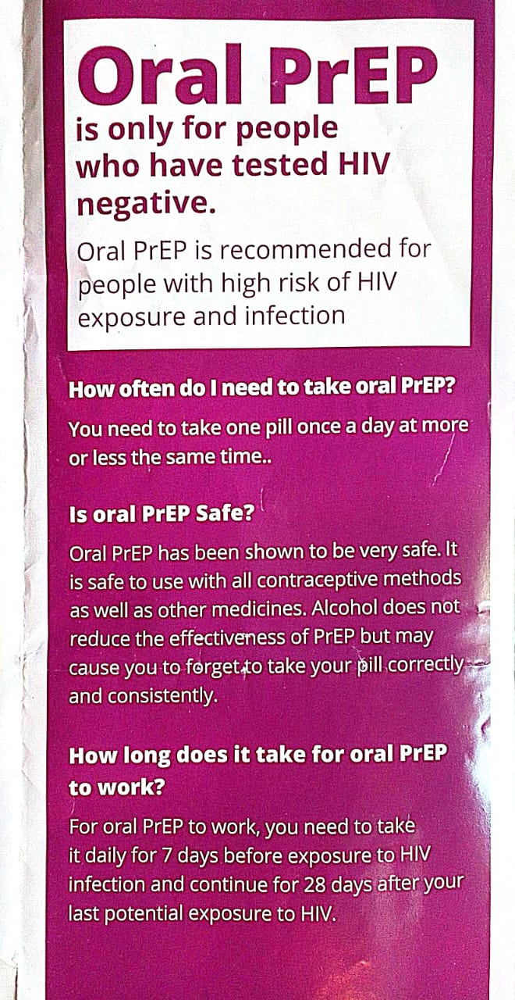 Oral PrEP
is only for people
who have tested HIV
negative.
Oral PrEP is recommended for
people with high risk of HIV
exposure and infection
How often do I need to take oral PrEP?
You need to take one pill once a day at more
or less the same time..
Is oral PrEP Safe?
Oral PrEP has been shown to be very safe. It
is safe to use with all contraceptive methods
as well as other medicines. Alcohol does not
reduce the effectiveness of PrEP but may
cause you to forget to take your pill correctly
and consistently.
How long does it take for oral PrEP
to work?
For oral PrEP to work, you need to take
it daily for 7 days before exposure to HIV
infection and continue for 28 days after your
last potential exposure to HIV.